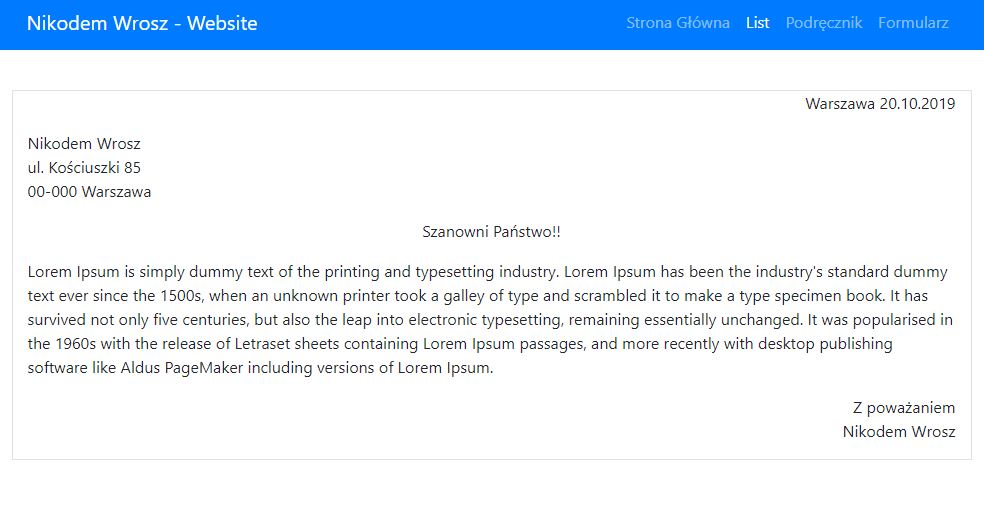 Nikodem Wrosz - Website
Strona Główna List Podręcznik Formularz
Warszawa 20.10.2019
Nikodem Wrosz
ul. Kościuszki 85
00-000 Warszawa
Szanowni Państwo!!
Lorem Ipsum is simply dummy text of the printing and typesetting industry. Lorem Ipsum has been the industry's standard dummy
text ever since the 1500s, when an unknown printer took a galley of type and scrambled it to make a type specimen book. It has
survived not only five centuries, but also the leap into electronic typesetting, remaining essentially unchanged. It was popularised in
the 1960s with the release of Letraset sheets containing Lorem Ipsum passages, and more recently with desktop publishing
software like Aldus PageMaker including versions of Lorem Ipsum.
Z poważaniem
Nikodem Wrosz